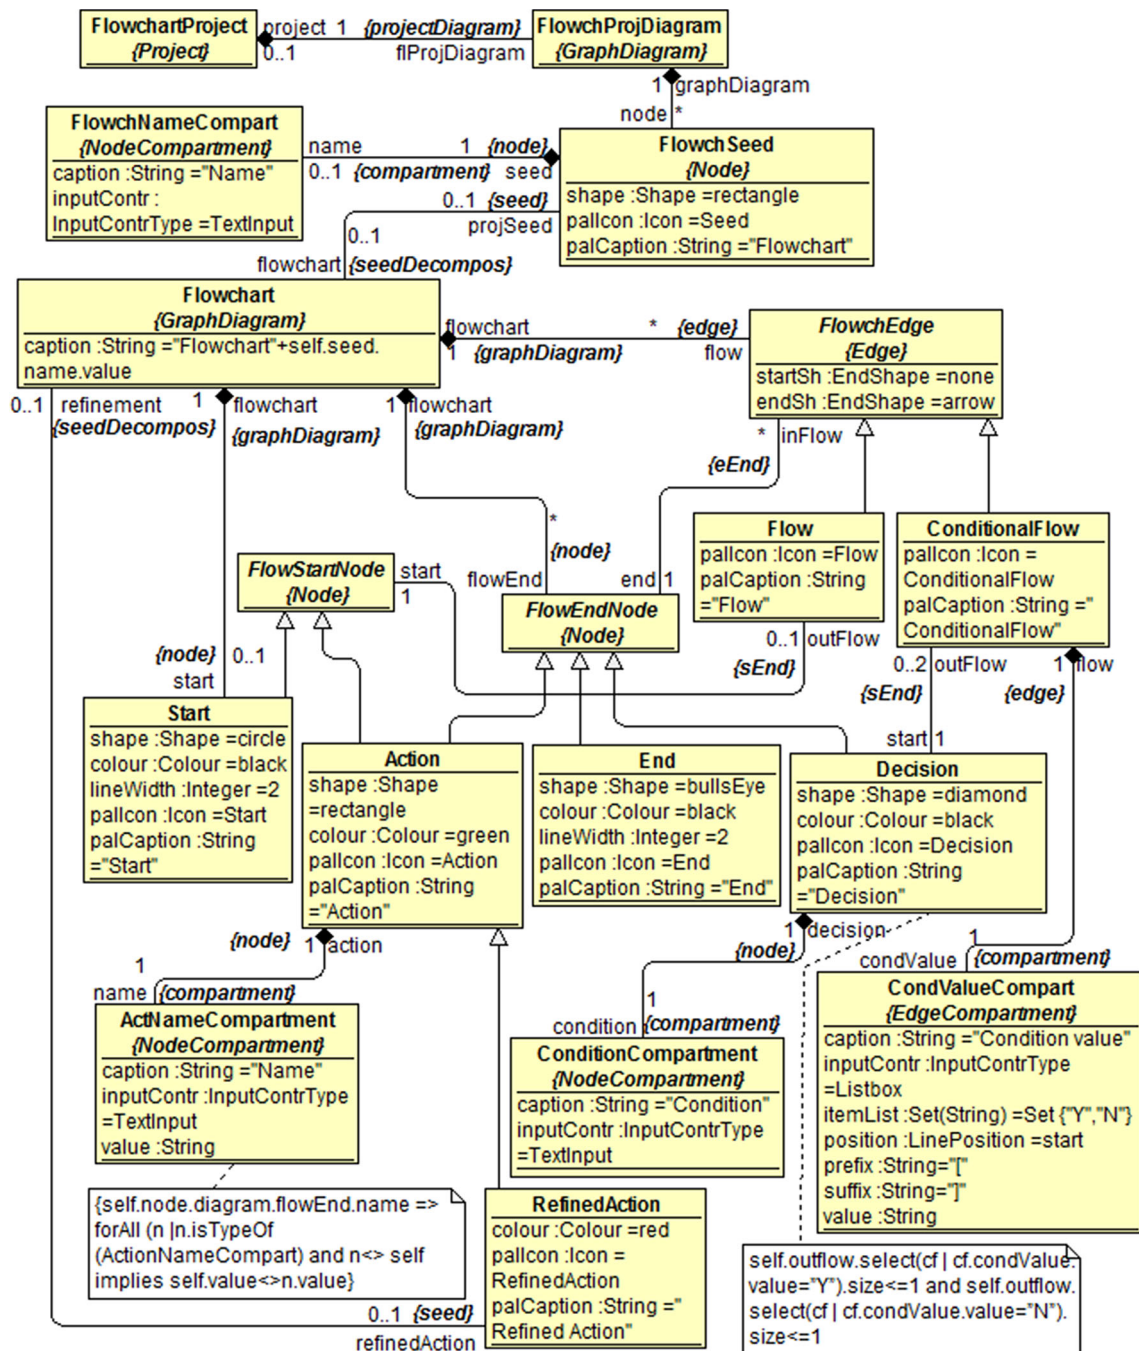 FlowchartProject
{Project}
project 1 {projectDiagram}
0..1 flProjDiagram
FlowchProjDiagram
{GraphDiagram}
1 graphDiagram
node *
FlowchNameCompart
{NodeCompartment}
caption :String ="Name"
inputContr :
InputContrType =TextInput
name 1 {node}
0..1 {compartment} seed
FlowchSeed
{Node}
shape :Shape =rectangle
palIcon :Icon =Seed
palCaption :String ="Flowchart"
0..1 {seed}
projSeed
0..1
flowchart {seedDecompos}
Flowchart
{GraphDiagram}
caption :String ="Flowchart"+self.seed.
name.value
flowchart * {edge}
1 {graphDiagram} flow
FlowchEdge
{Edge}
startSh :EndShape =none
endSh :EndShape =arrow
0..1 refinement
{seedDecompos}
1 flowchart
{graphDiagram}
1 flowchart
{graphDiagram}
* inFlow
{eEnd}
*
{node}
flowEnd
end 1
Flow
palIcon :Icon =Flow
palCaption :String
="Flow"
ConditionalFlow
palIcon :Icon =
ConditionalFlow
palCaption :String ="
ConditionalFlow"
FlowStartNode
{Node}
start
1
FlowEndNode
{Node}
0..1 outFlow
{sEnd}
0..2 outFlow
{sEnd}
1 flow
{edge}
{node} 0..1
start
start 1
Start
shape :Shape =circle
colour :Colour =black
lineWidth :Integer =2
palIcon :Icon =Start
palCaption :String
="Start"
Action
shape :Shape
=rectangle
colour :Colour =green
palIcon :Icon =Action
palCaption :String
="Action"
End
shape :Shape =bullsEye
colour :Colour =black
lineWidth :Integer =2
palIcon :Icon =End
palCaption :String ="End"
Decision
shape :Shape =diamond
colour :Colour =black
palIcon :Icon =Decision
palCaption :String
="Decision"
{node} 1 action
1
name {compartment}
1 decision
{node}
1
condition {compartment}
1
condValue {compartment}
ActNameCompartment
{NodeCompartment}
caption :String ="Name"
inputContr :InputContrType
=TextInput
value :String
ConditionCompartment
{NodeCompartment}
caption :String ="Condition"
inputContr :InputContrType
=TextInput
CondValueCompart
{EdgeCompartment}
caption :String ="Condition value"
inputContr :InputContrType
=Listbox
itemList :Set(String) =Set {"Y","N"}
position :LinePosition =start
prefix :String="["
suffix :String="]"
value :String
{self.node.diagram.flowEnd.name =>
forAll (n |n.isTypeOf
(ActionNameCompart) and n<> self
implies self.value<>n.value}
RefinedAction
colour :Colour =red
palIcon :Icon =
RefinedAction
palCaption :String ="
Refined Action"
0..1 {seed}
refinedAction
self.outflow.select(cf | cf.condValue.
value="Y").size<=1 and self.outflow.
select(cf | cf.condValue.value="N").
size<=1